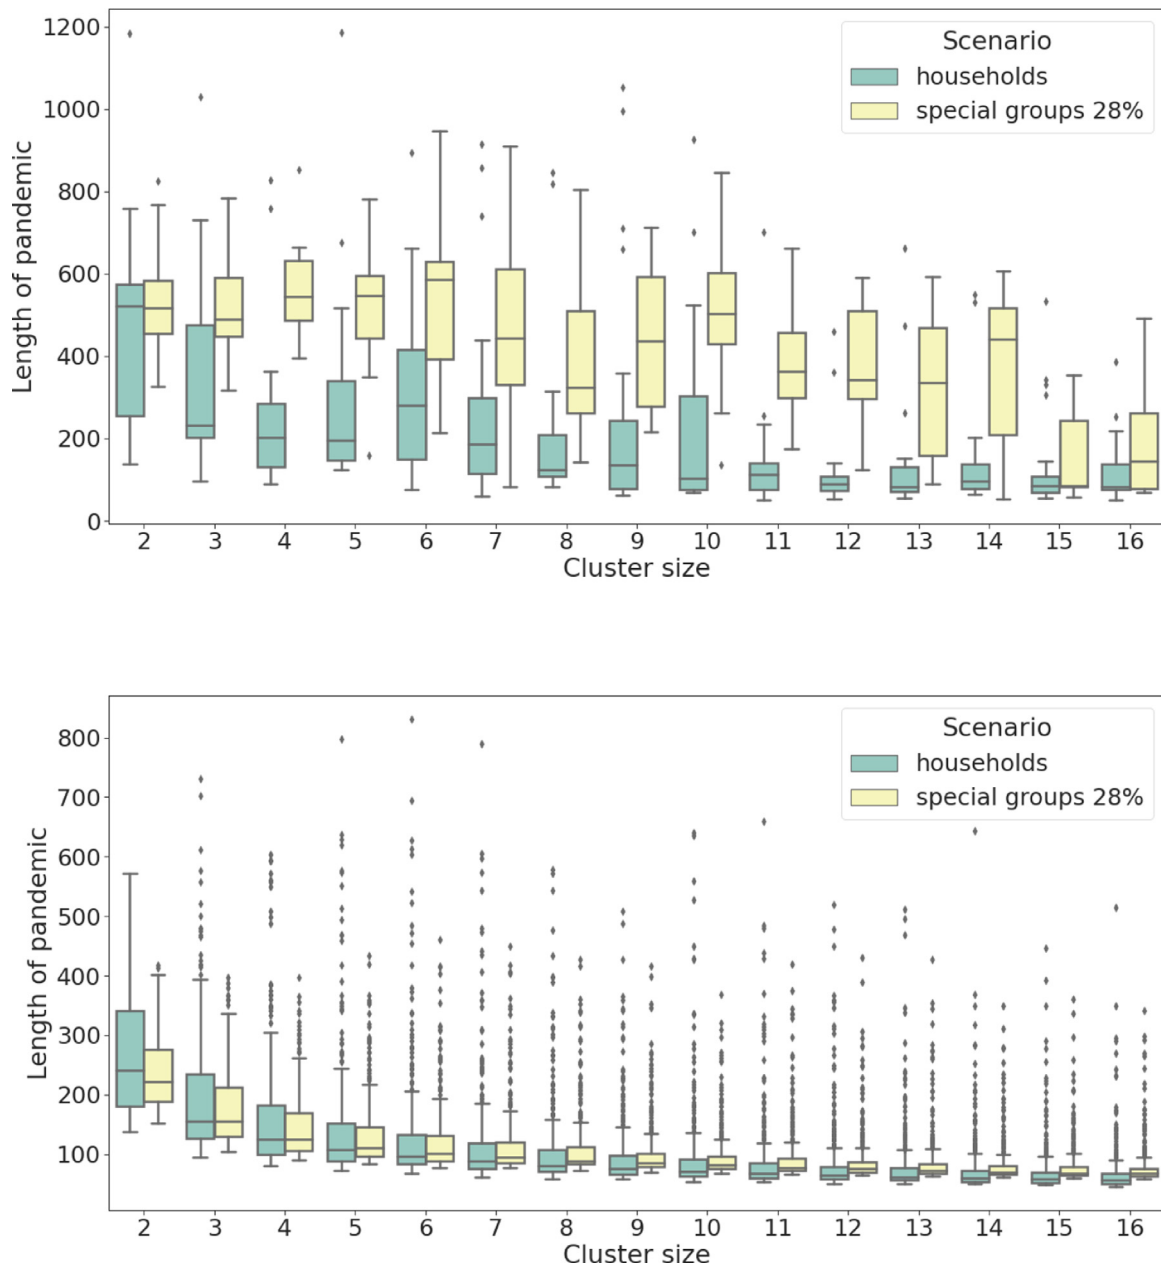 1200
1000
800
600
400
200
0
Length of pandemic
Scenario
households
special groups 28%
2 3 4 5 6 7 8 9 10 11 12 13 14 15 16
Cluster size
800
700
600
500
400
300
200
100
Length of pandemic
Scenario
households
special groups 28%
2 3 4 5 6 7 8 9 10 11 12 13 14 15 16
Cluster size